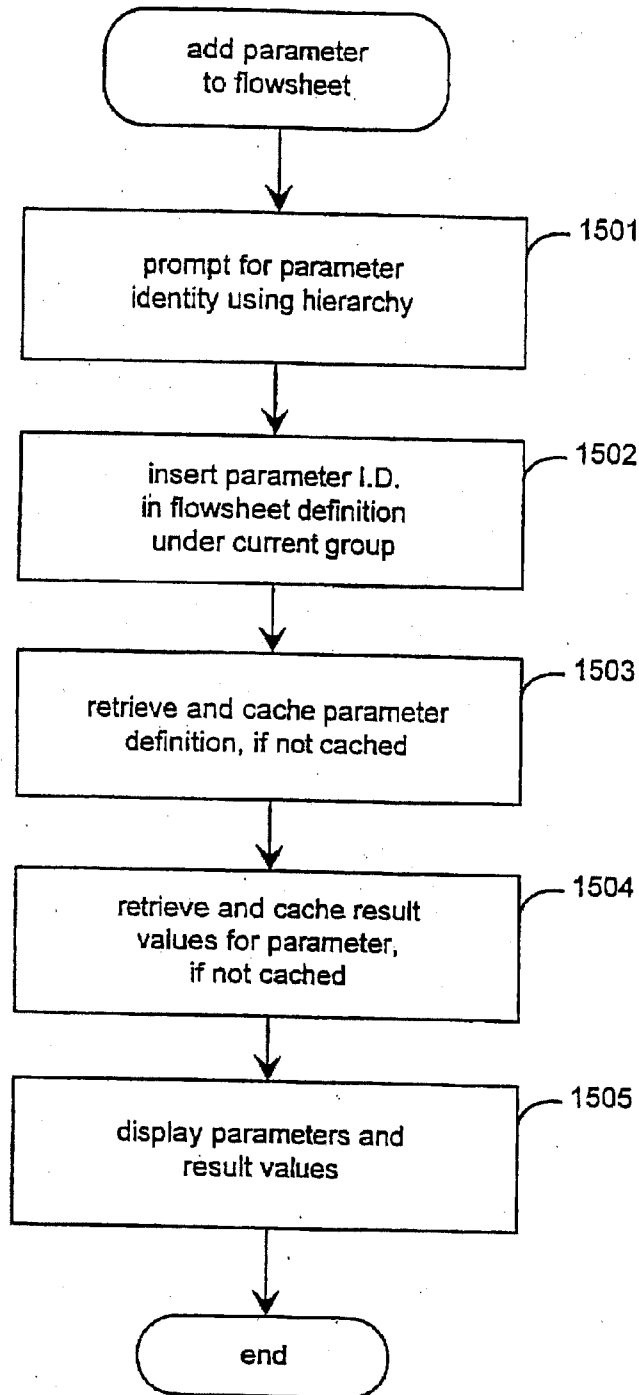 add parameter
to flowsheet
1501
prompt for parameter
identity using hierarchy
1502
insert parameter I.D.
in flowsheet definition
under current group
1503
retrieve and cache parameter
definition, if not cached
1504
retrieve and cache result
values for parameter,
if not cached
1505
display parameters and
result values
end